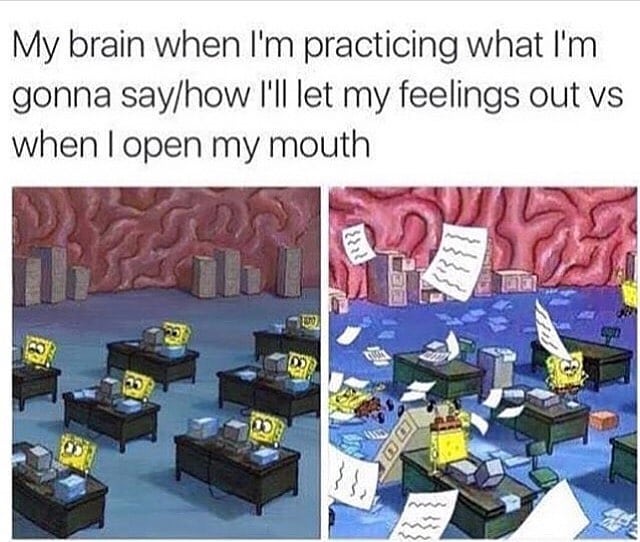 My brain when I'm practicing what I'm
gonna say/how I'll let my feelings out vs
when I open my mouth